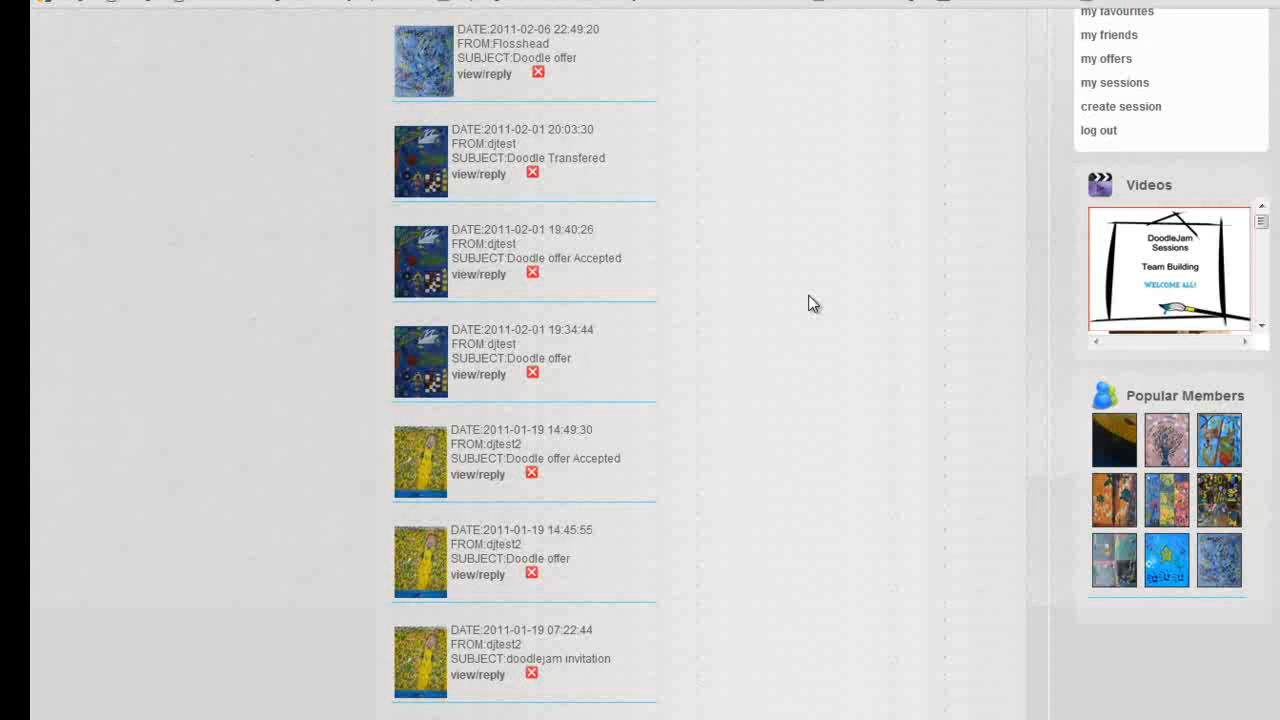 DATE:2011-02-06 22:49:20
FROM:Flosshead
SUBJECT:Doodle offer
view/reply
DATE:2011-02-01 20:03:30
FROM:djtest
SUBJECT:Doodle Transfered
view/reply
DATE:2011-02-01 19:40:26
FROM:djtest
SUBJECT:Doodle offer Accepted
view/reply
DATE:2011-02-01 19:34:44
FROM:djtest
SUBJECT:Doodle offer
view/reply
DATE:2011-01-19 14:49:30
FROM:djtest2
SUBJECT:Doodle offer Accepted
view/reply
DATE:2011-01-19 14:45:55
FROM:djtest2
SUBJECT:Doodle offer
view/reply
DATE:2011-01-19 07:22:44
FROM:djtest2
SUBJECT:doodlejam invitation
view/reply
my favourites
my friends
my offers
my sessions
create session
log out
Videos
DoodleJam
Sessions
Team Building
WELCOME ALL!
Popular Members